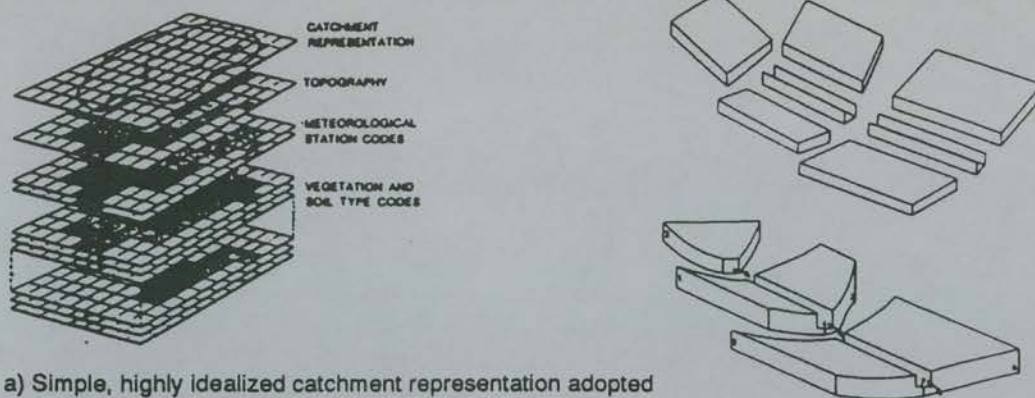 CATCHMENT
REPRESENTATION
TOPOGRAPHY
METEOROLOGICAL
STATION CODES
VEGETATION AND
SOIL TYPE CODES
a) Simple, highly idealized catchment representation adopted